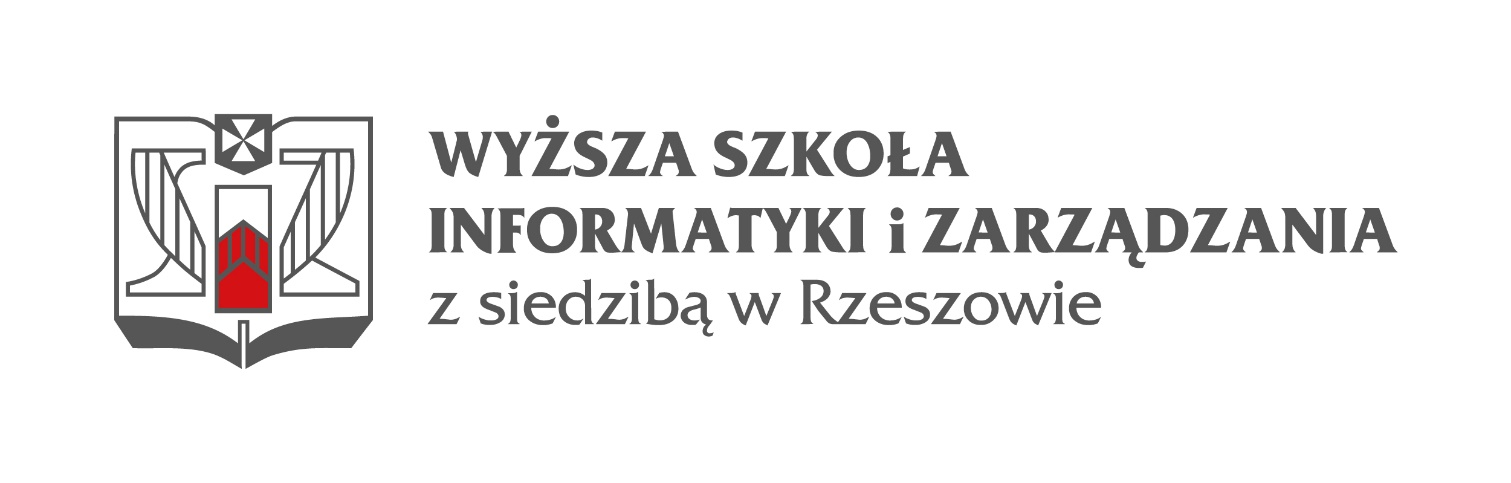 WYŻSZA SZKOŁA
INFORMATYKI i ZARZĄDZANIA
z siedzibą w Rzeszowie